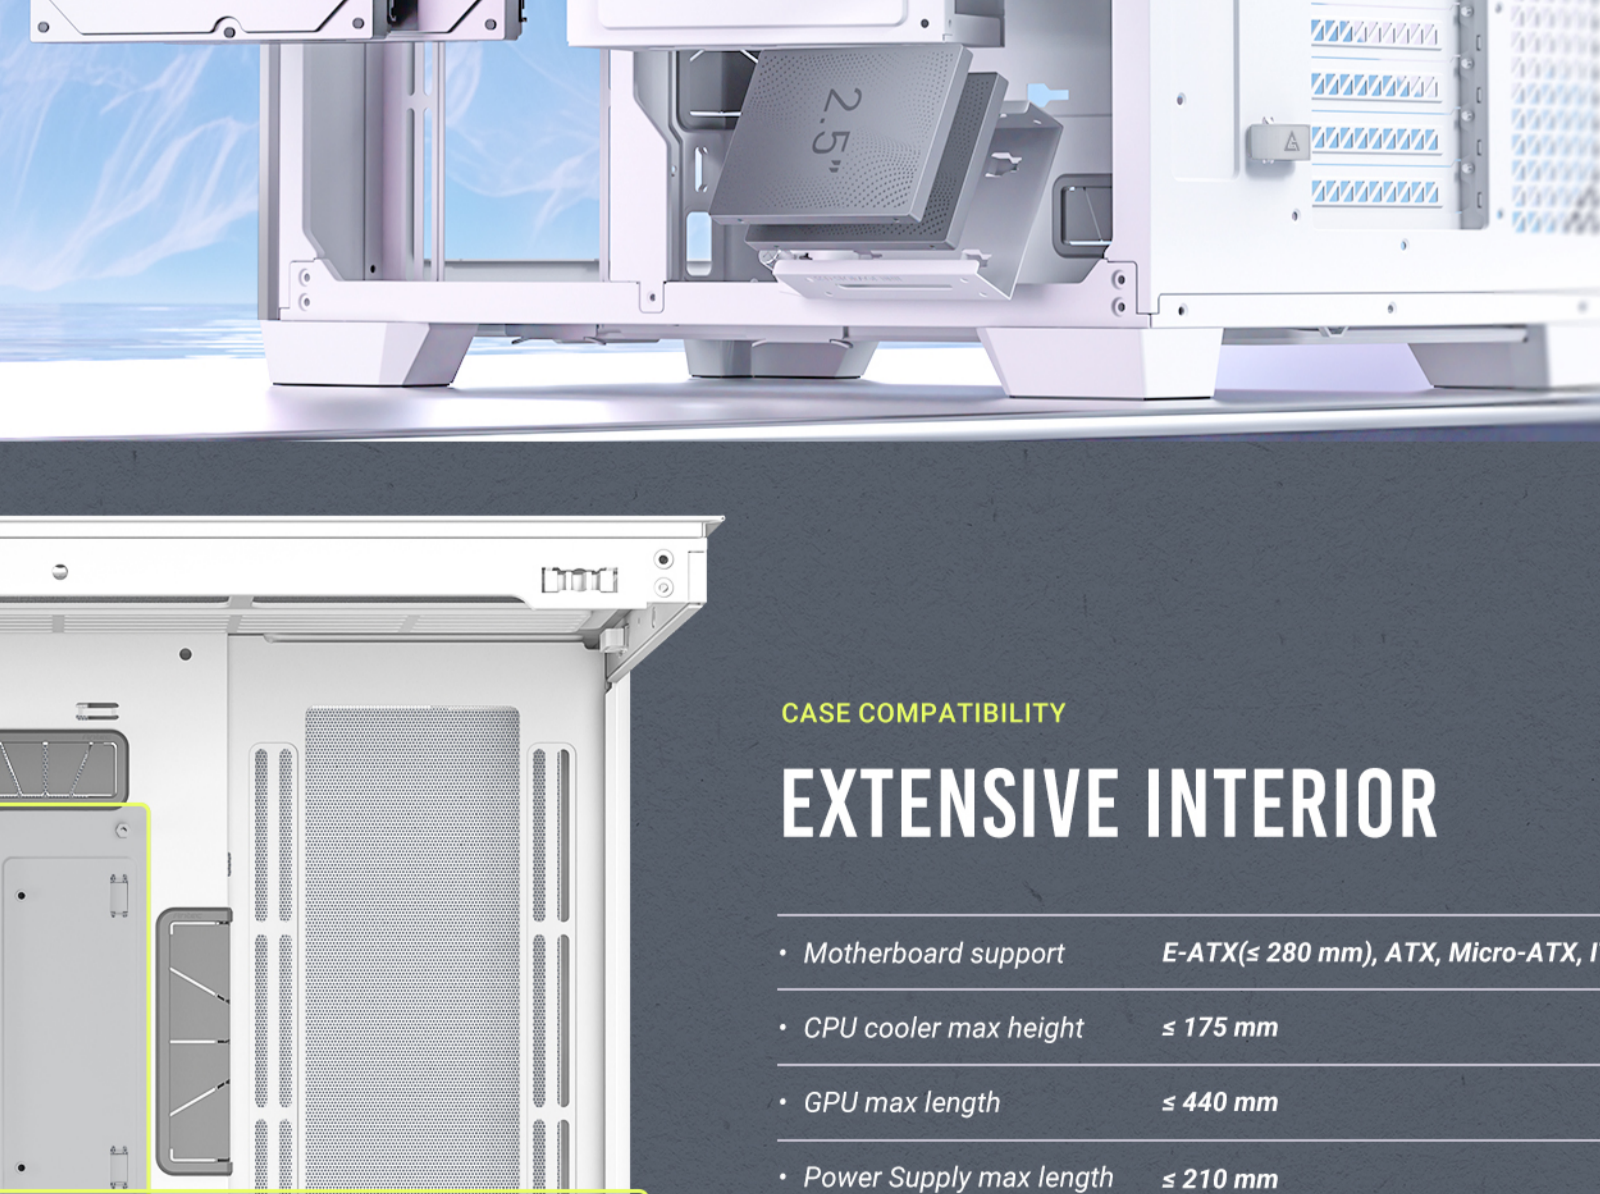 2.5"
CASE COMPATIBILITY
EXTENSIVE INTERIOR
• Motherboard support E-ATX(≤ 280 mm), ATX, Micro-ATX,
• CPU cooler max height ≤ 175 mm
• GPU max length ≤ 440 mm
• Power Supply max length ≤ 210 mm